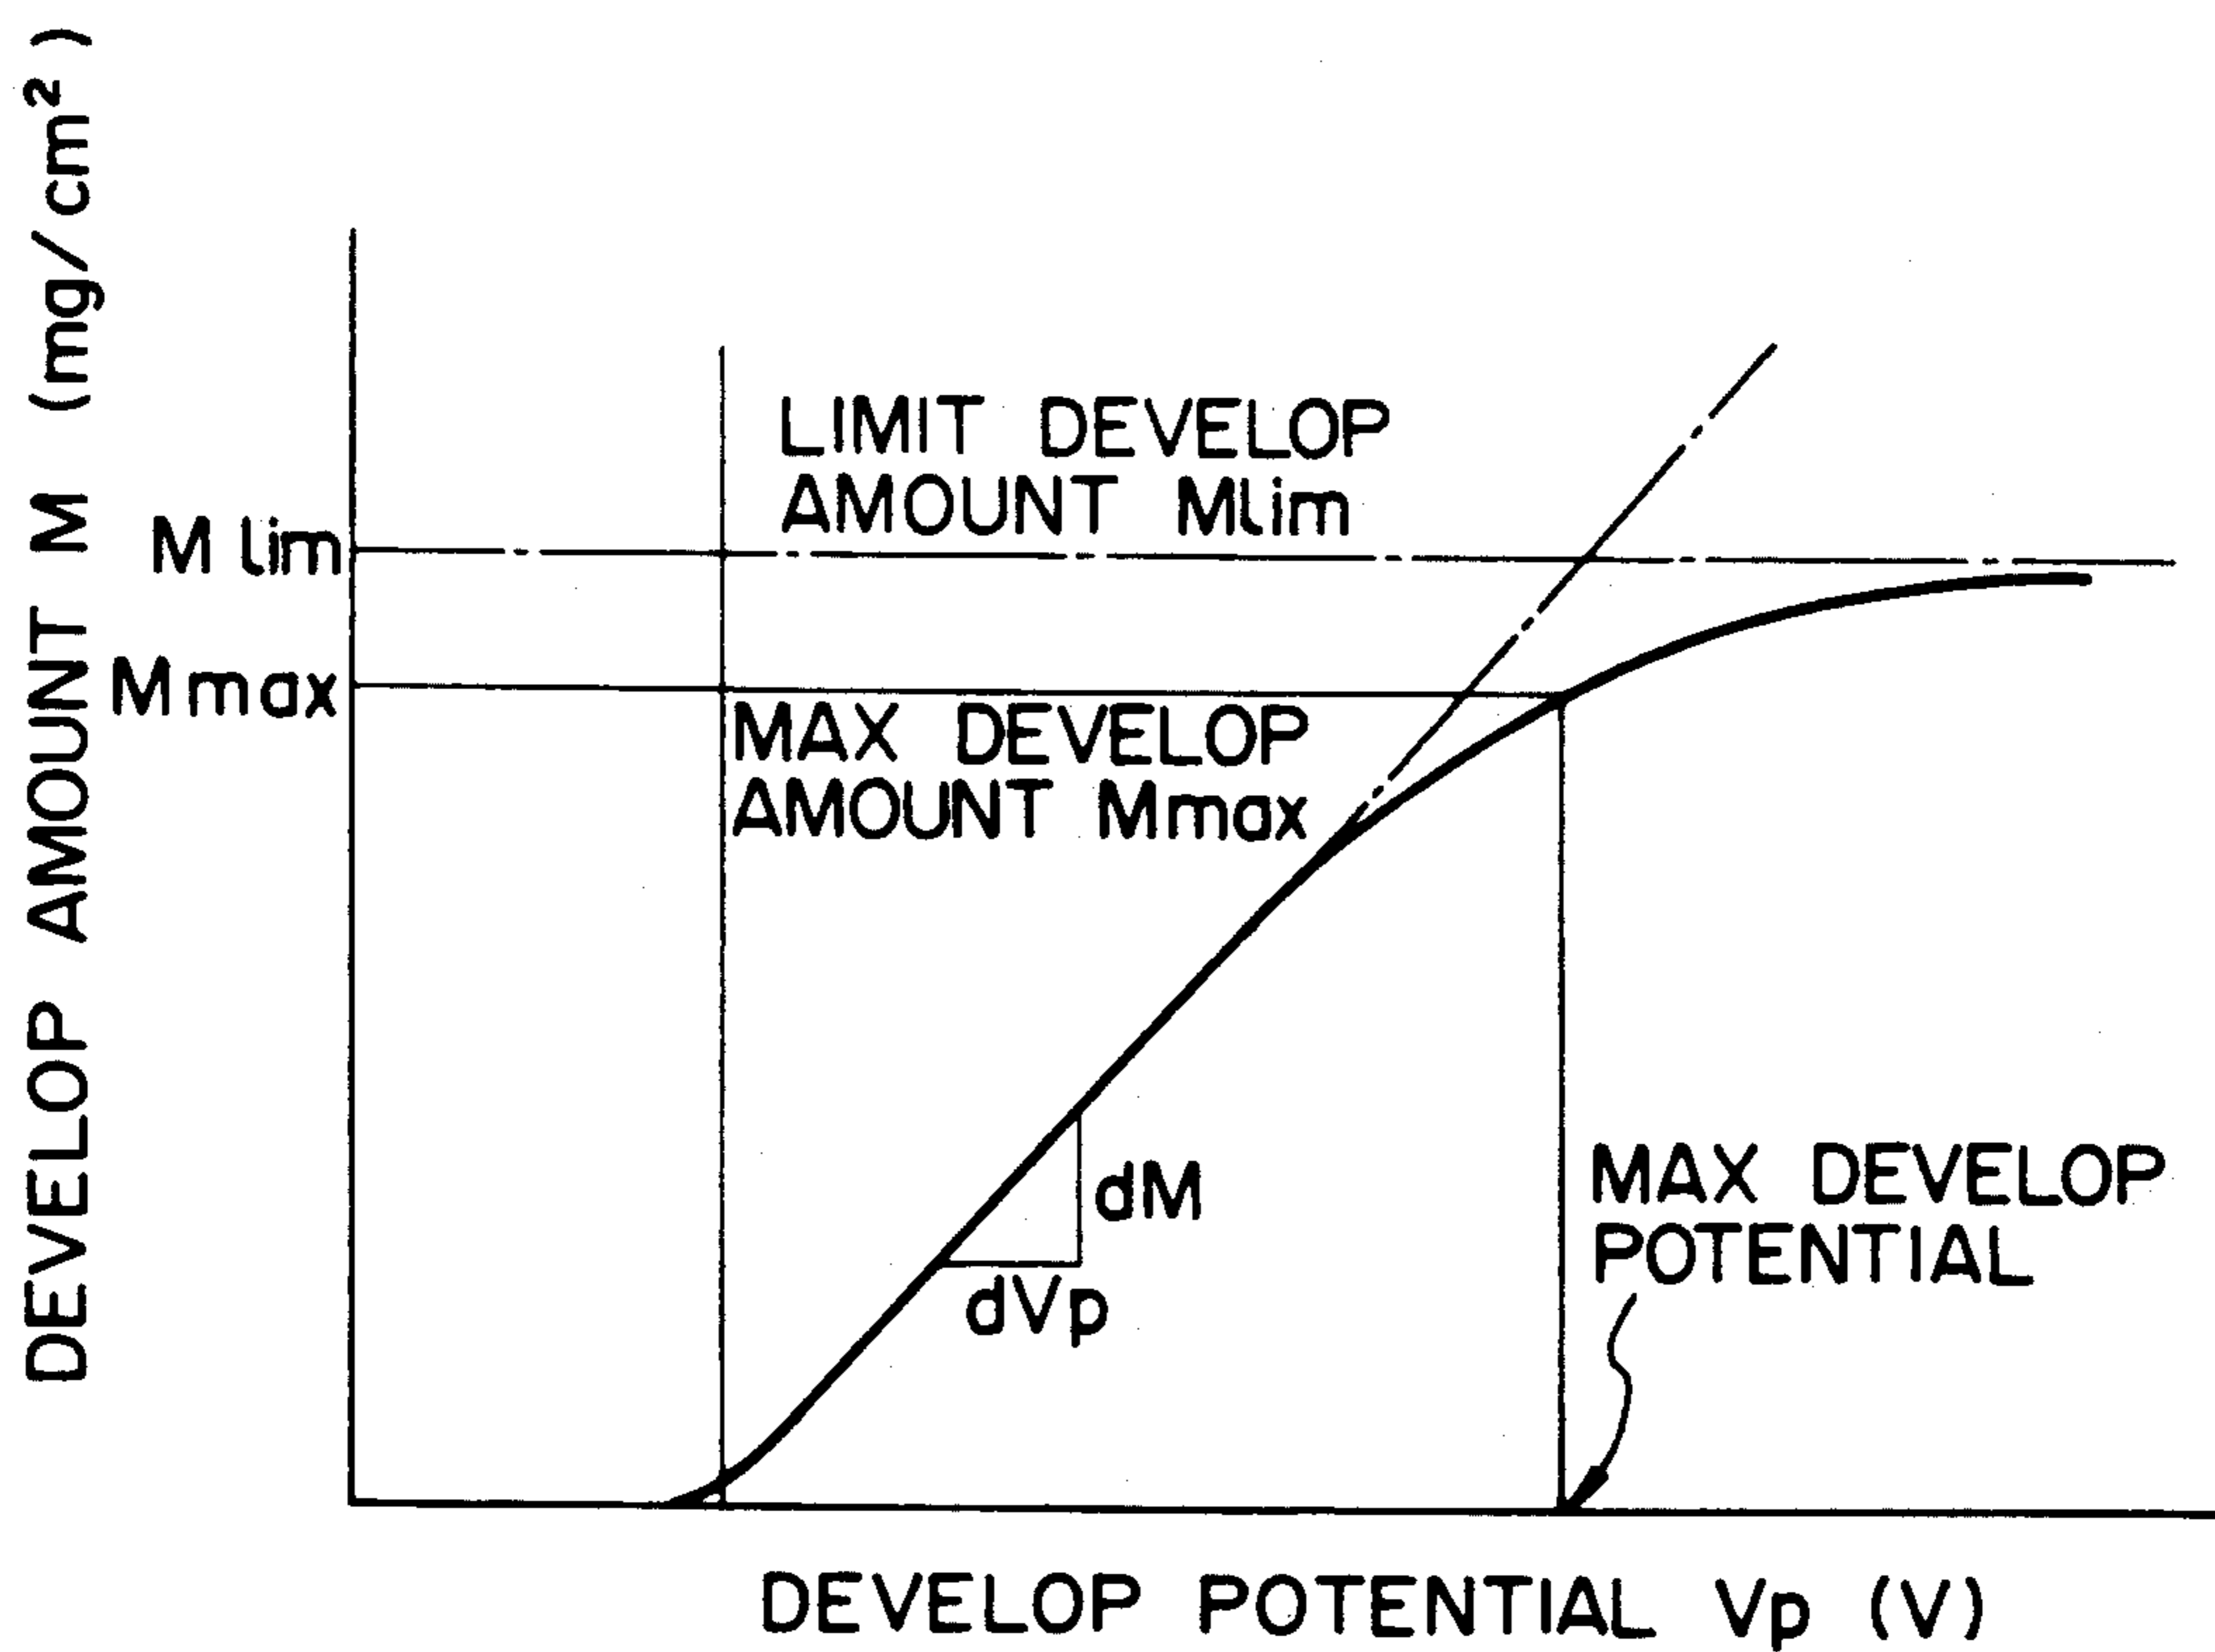 DEVELOP AMOUNT M (mg/cm²)
LIMIT DEVELOP
AMOUNT Mlim
M lim
M max
MAX DEVELOP
AMOUNT Mmax
dM
dVp
MAX DEVELOP
POTENTIAL
DEVELOP POTENTIAL Vp (V)